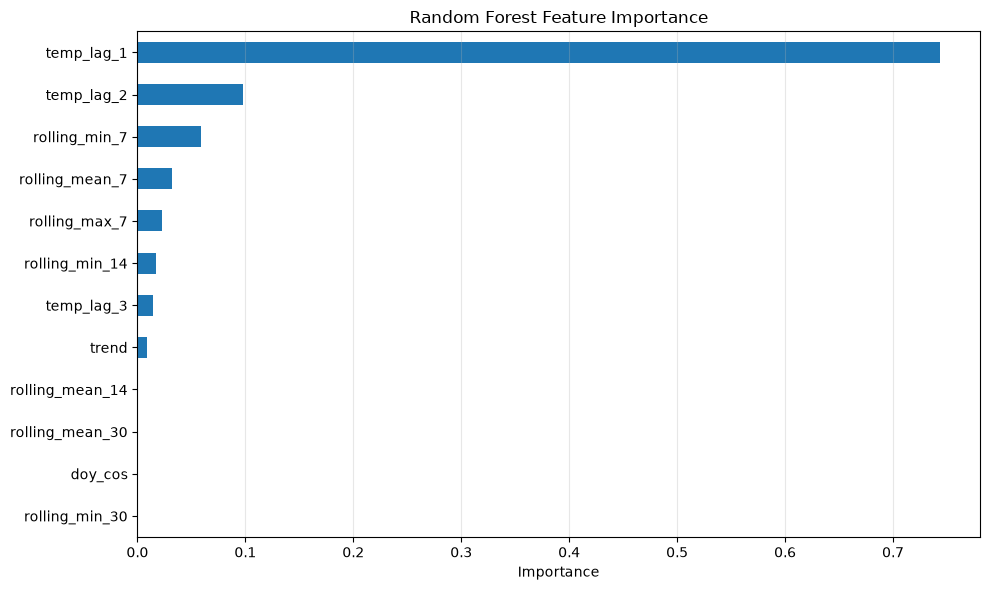 Random Forest Feature Importance
temp_lag_1
temp_lag_2
rolling_min_7
rolling_mean_7
rolling_max_7
rolling_min_14
temp_lag_3
trend
rolling_mean_14
rolling_mean_30
doy_cos
rolling_min_30
0.0 0.1 0.2 0.3 0.4 0.5 0.6 0.7
Importance